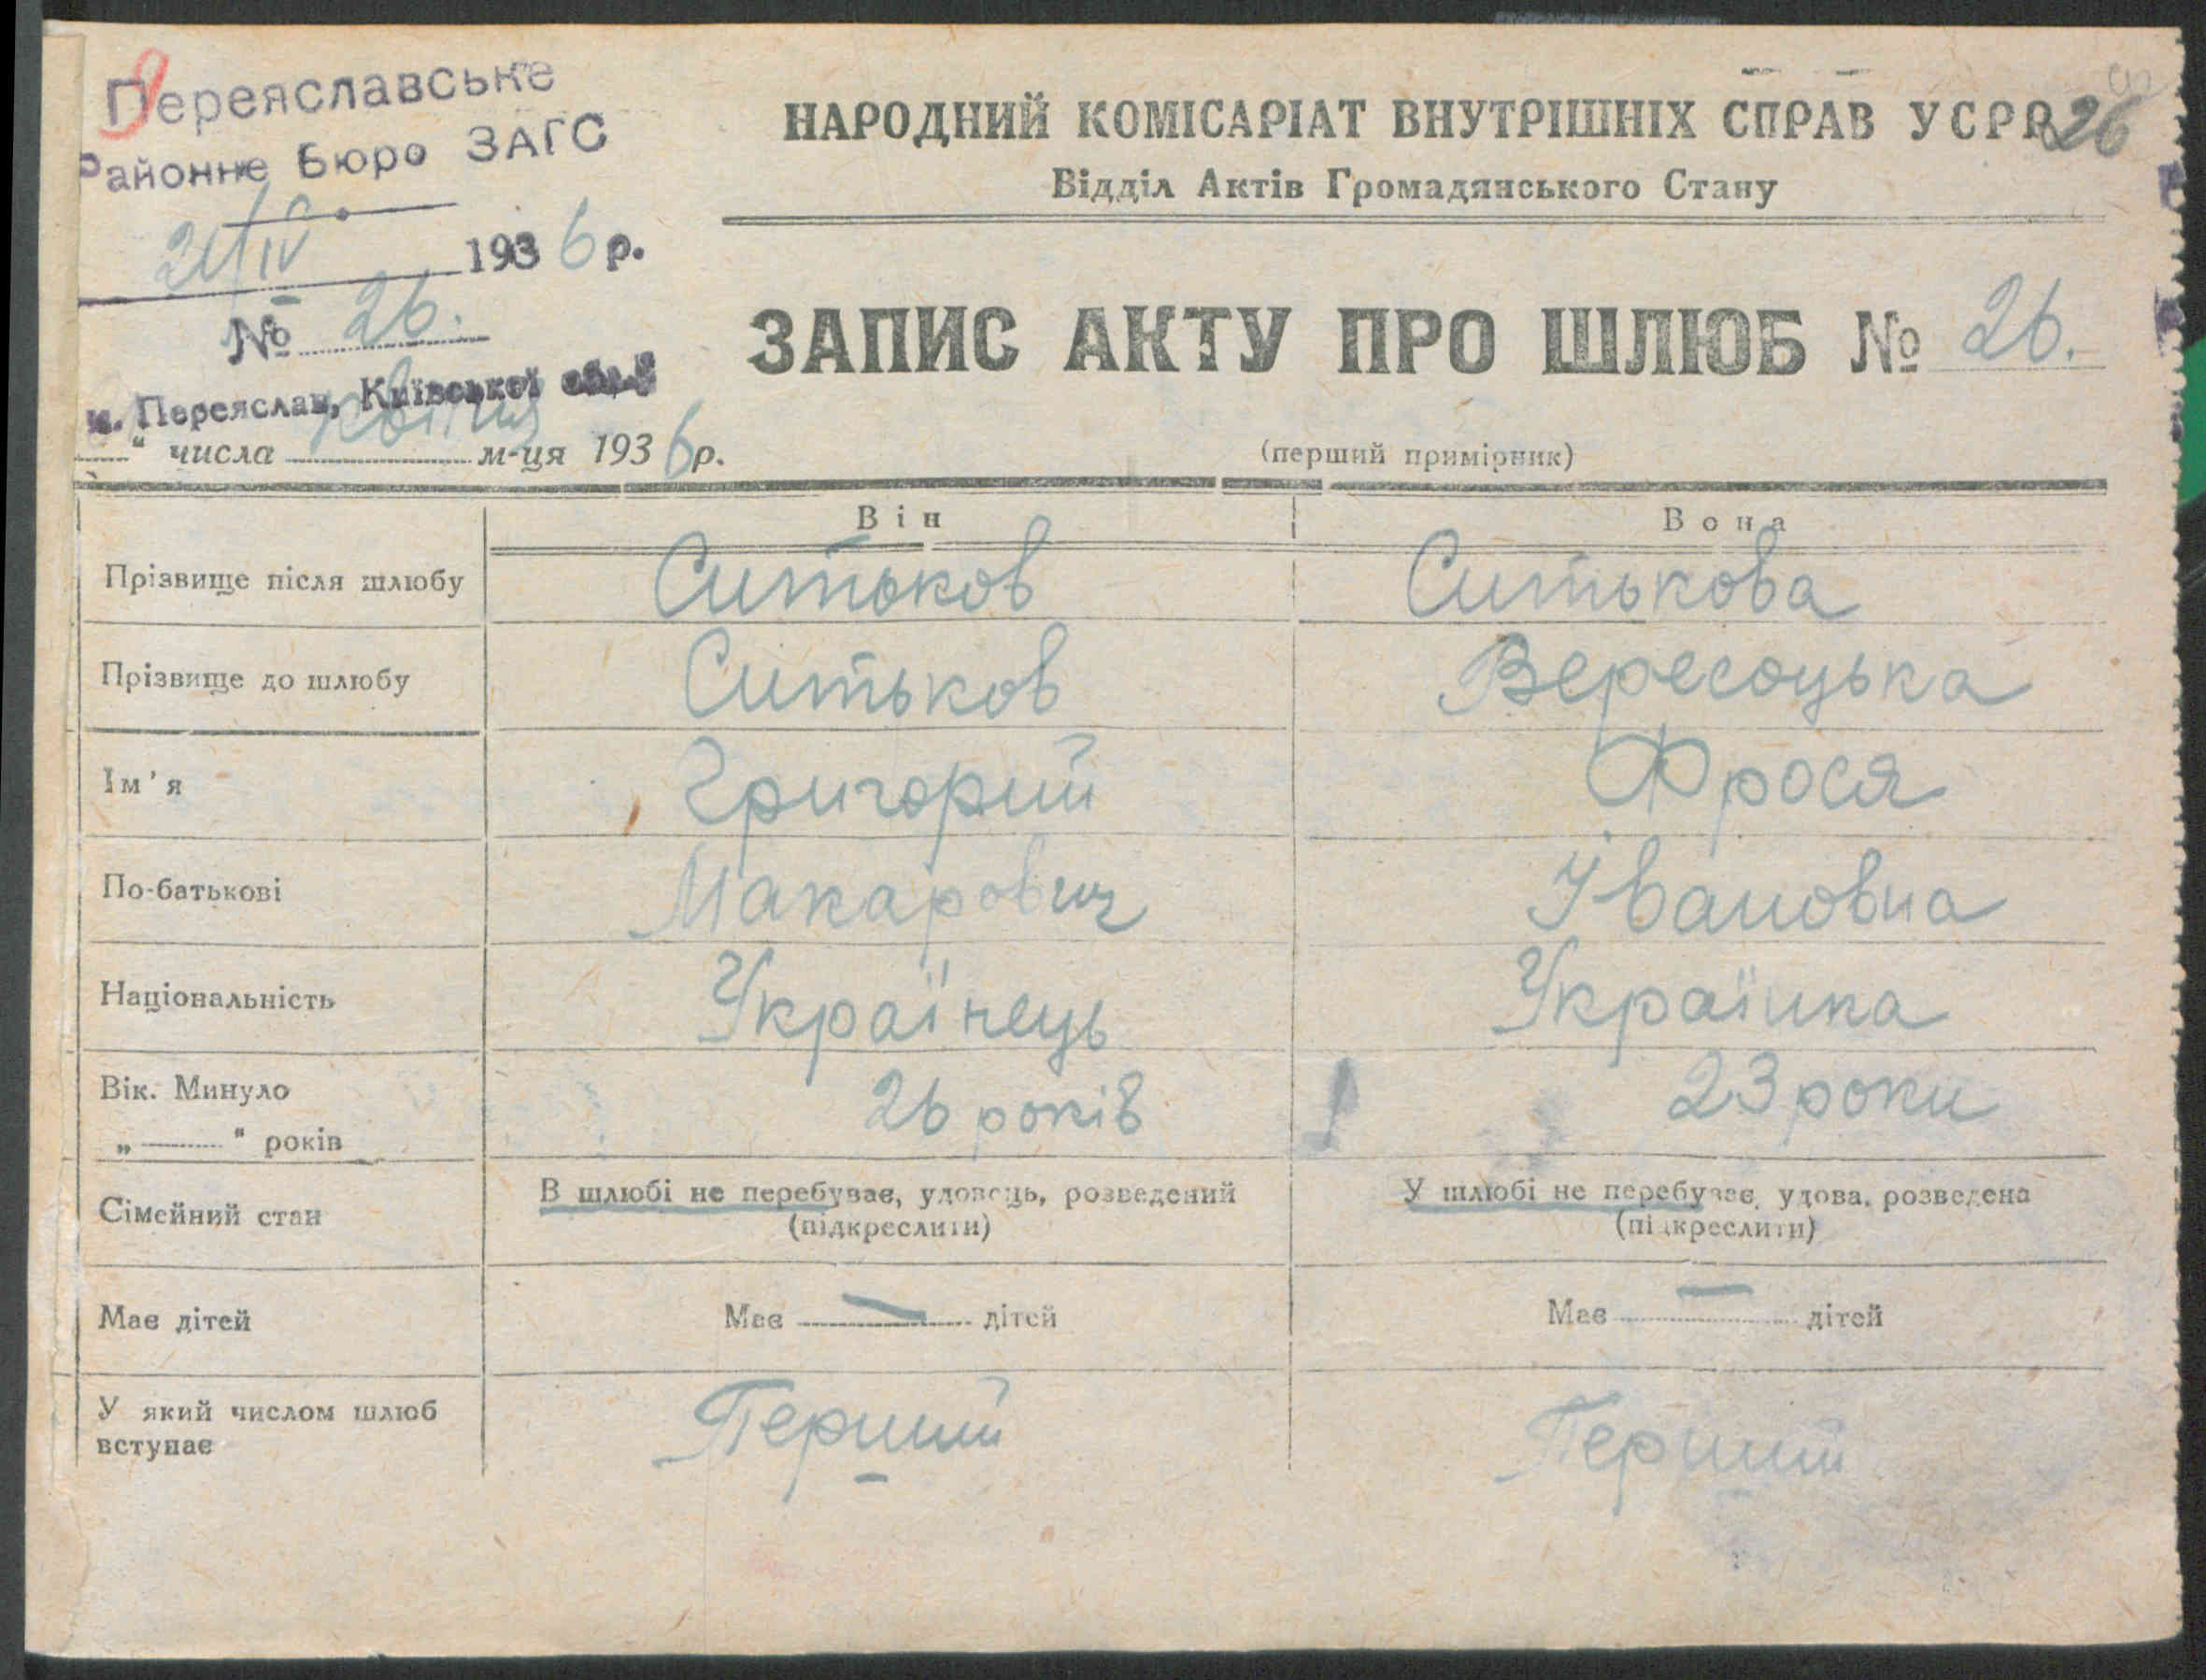 Переяславське
Районне Бюро ЗАГС
21/IV 1936 р.
№ 26.
м. Переяслав, Київської обл.
" числа квітня м-ця 1936 р.
НАРОДНИЙ КОМІСАРІАТ ВНУТРІШНІХ СПРАВ УСРР 26
Відділ Актів Громадянського Стану
ЗАПИС АКТУ ПРО ШЛЮБ № 26.
(перший примірник)
Він Вона
Прізвище після шлюбу Ситьков Ситькова
Прізвище до шлюбу Ситьков Вересоцька
Ім'я Григорий Фрося
По-батькові Макарович Івановна
Національність Українець Українка
Вік. Минуло 26 років 23 роки
„ " років
Сімейний стан В шлюбі не перебуває, удовець, розведений У шлюбі не перебуває, удова, розведена
(підкреслити) (підкреслити)
Має дітей Має — дітей Має — дітей
У який числом шлюб Перший Перший
вступає